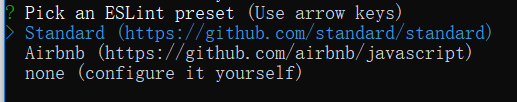 ? Pick an ESLint preset (Use arrow keys)
> Standard (https://github.com/standard/standard)
Airbnb (https://github.com/airbnb/javascript)
none (configure it yourself)